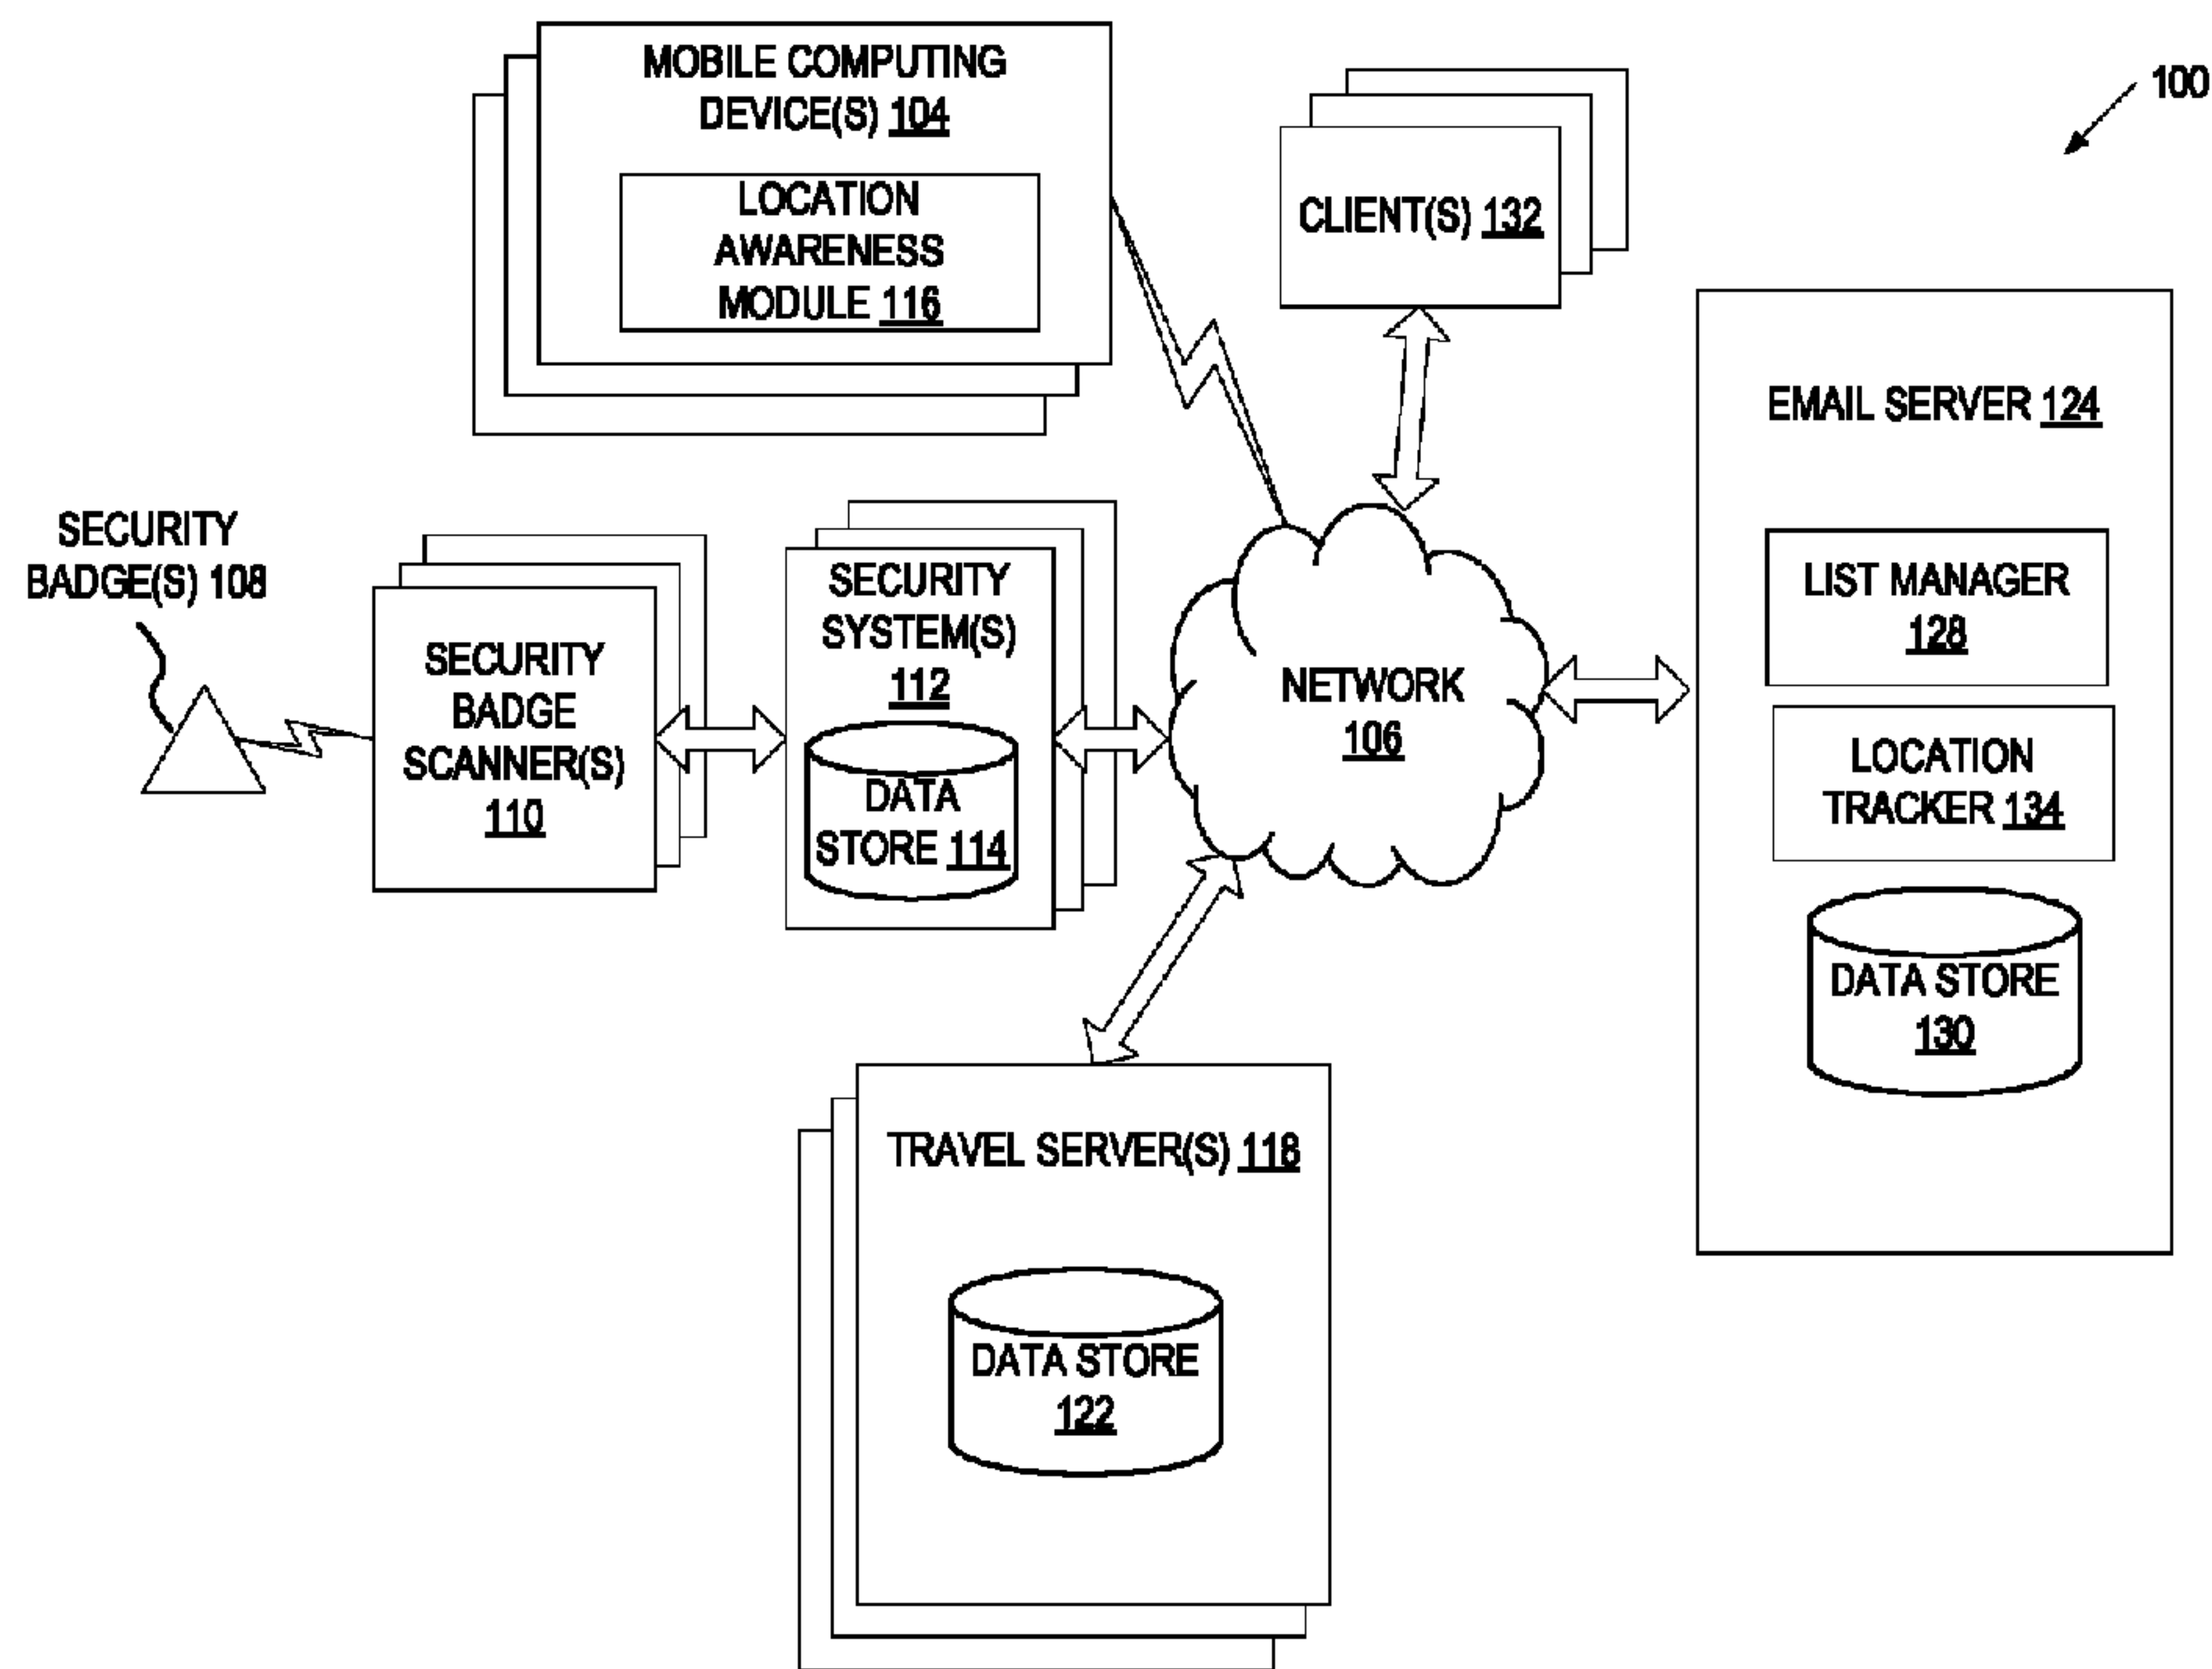 MOBILE COMPUTING
DEVICE(S) 104
LOCATION
AWARENESS
MODULE 116
CLIENT(S) 132
100
EMAIL SERVER 124
LIST MANAGER
128
LOCATION
TRACKER 134
DATA STORE
130
SECURITY
BADGE(S) 108
SECURITY
BADGE
SCANNER(S)
110
SECURITY
SYSTEM(S)
112
DATA
STORE 114
NETWORK
106
TRAVEL SERVER(S) 118
DATA STORE
122